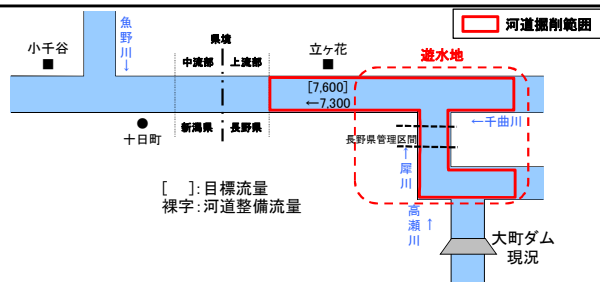 河道掘削範囲
魚野川↓
小千谷
■
県境
中流部
上流部
立ヶ花
■
遊水地
[7,600]
←7,300
←千曲川
●
十日町
新潟県
長野県
長野県管理区間
↑犀川
[　]:目標流量
裸字:河道整備流量
高瀬川↑
大町ダム
現況